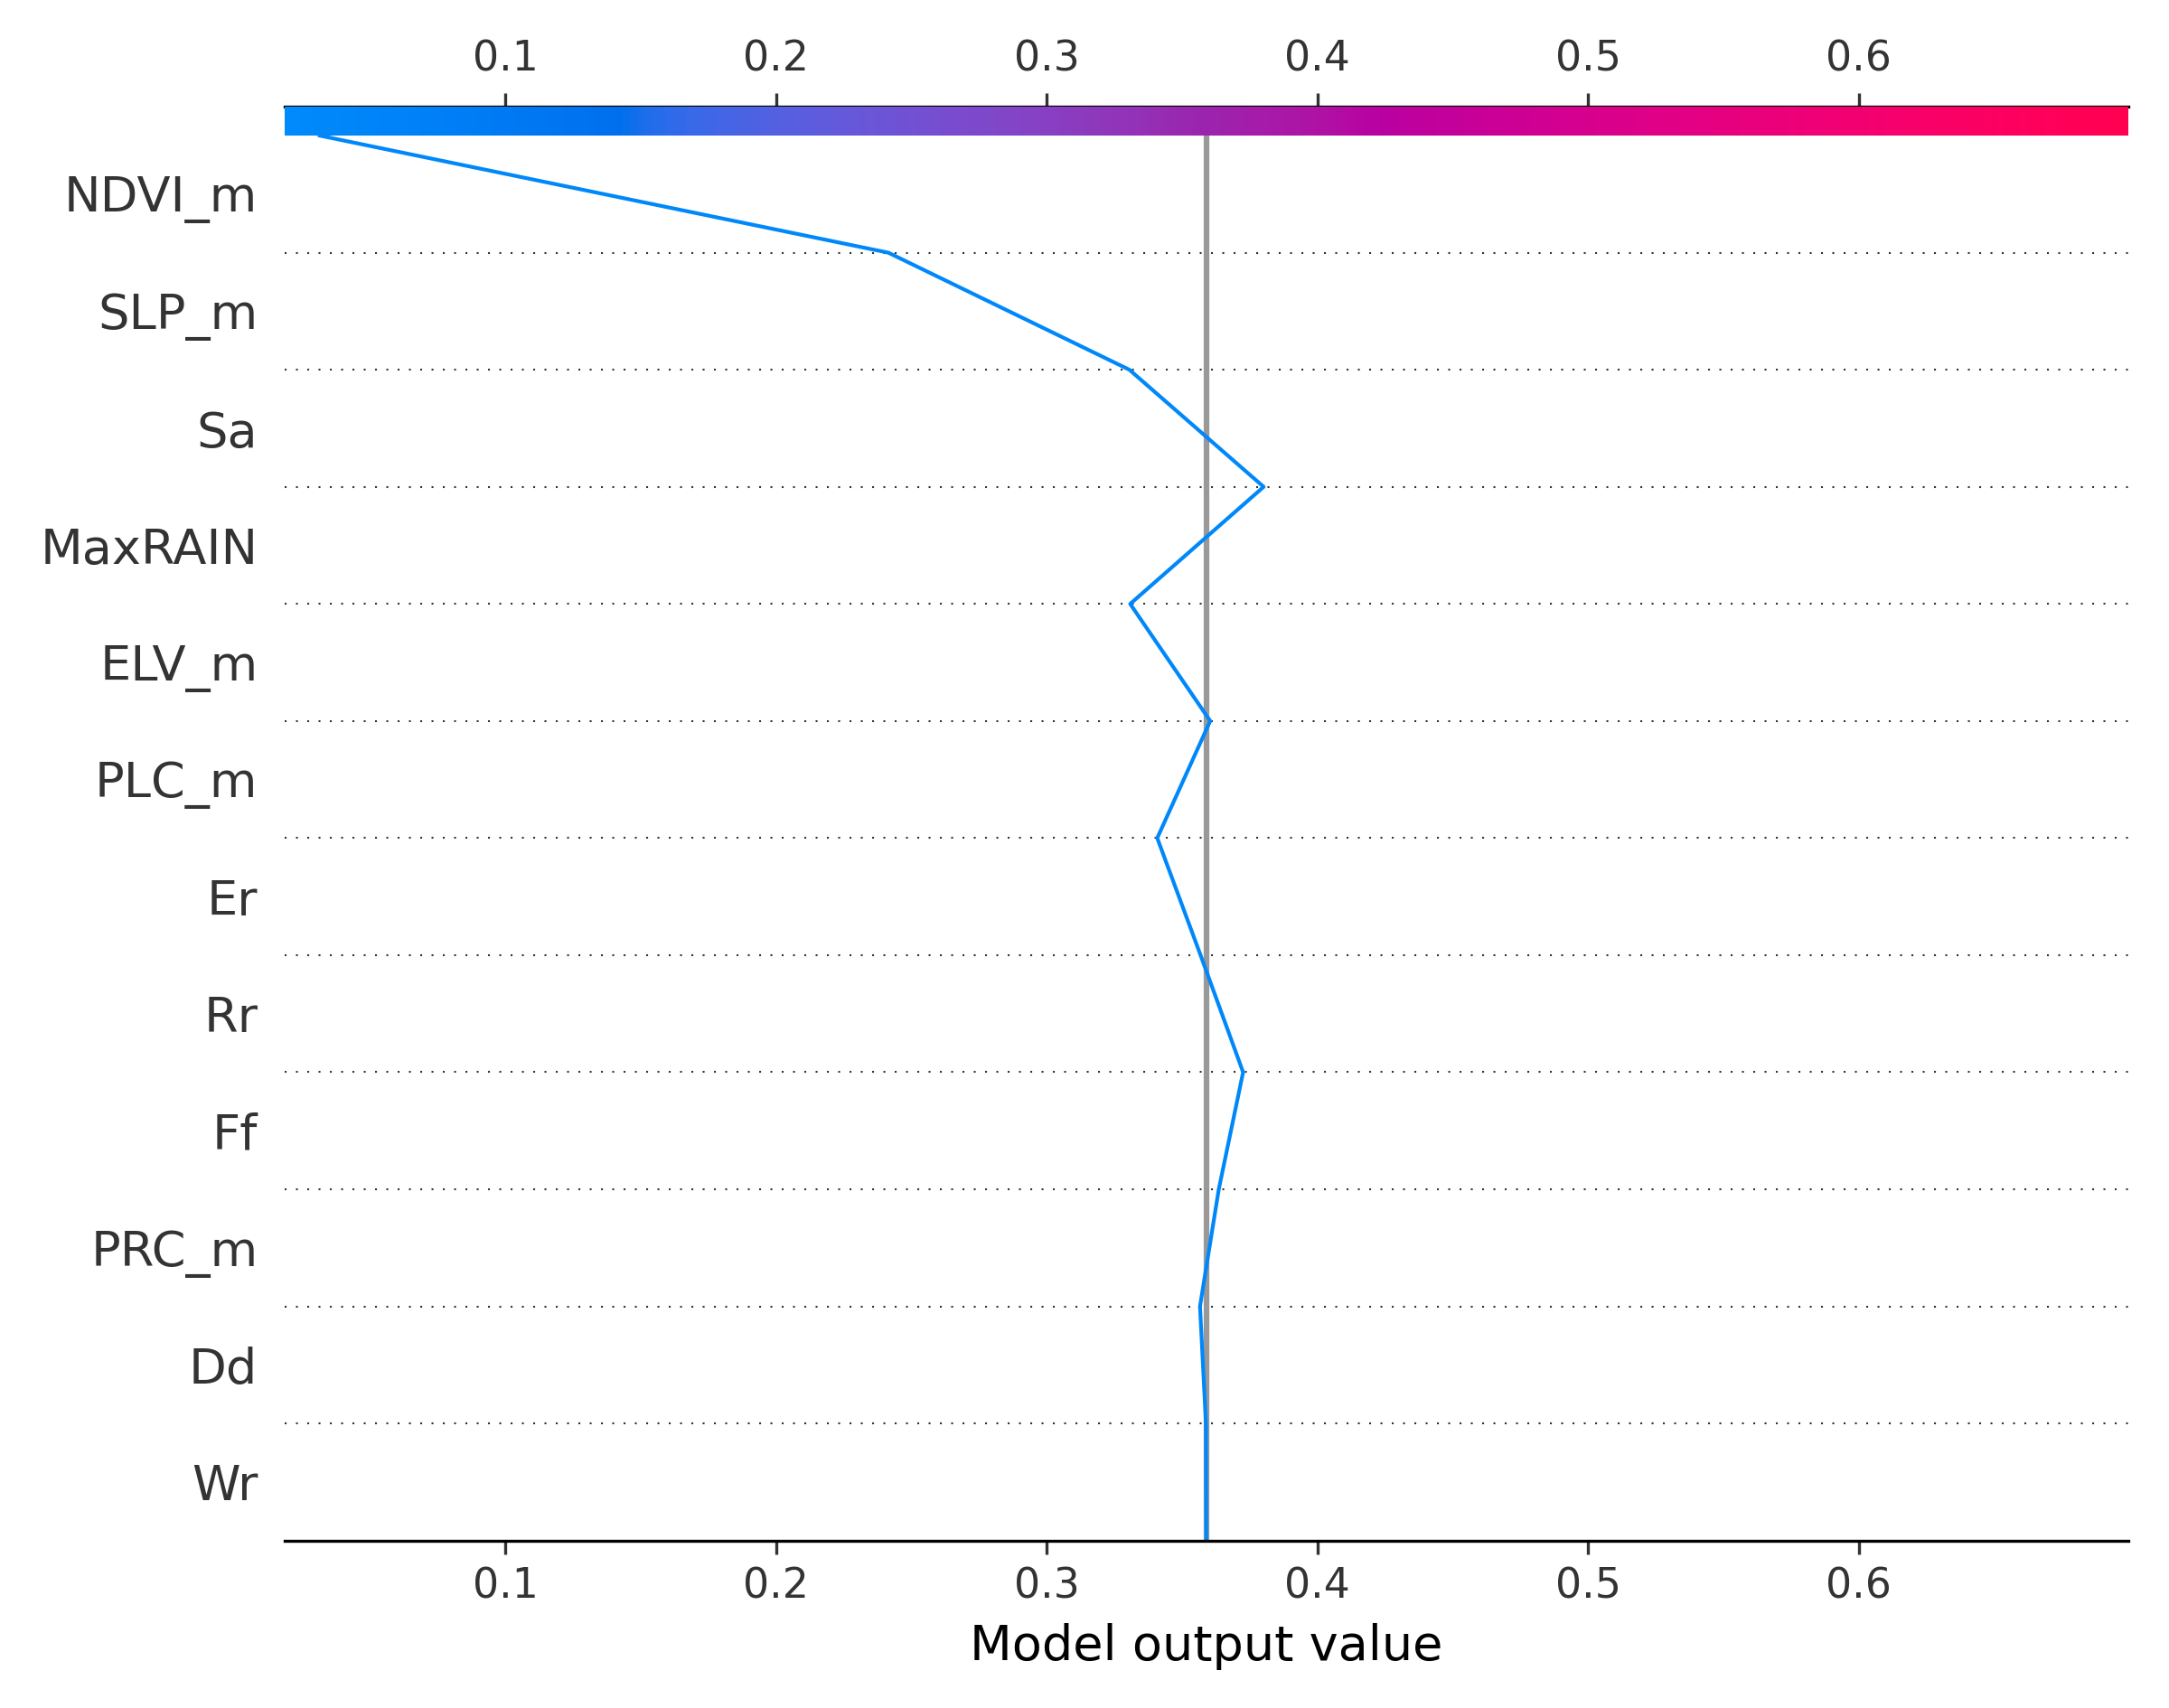 0.1 0.2 0.3 0.4 0.5 0.6
NDVI_m
SLP_m
Sa
MaxRAIN
ELV_m
PLC_m
Er
Rr
Ff
PRC_m
Dd
Wr
0.1 0.2 0.3 0.4 0.5 0.6
Model output value